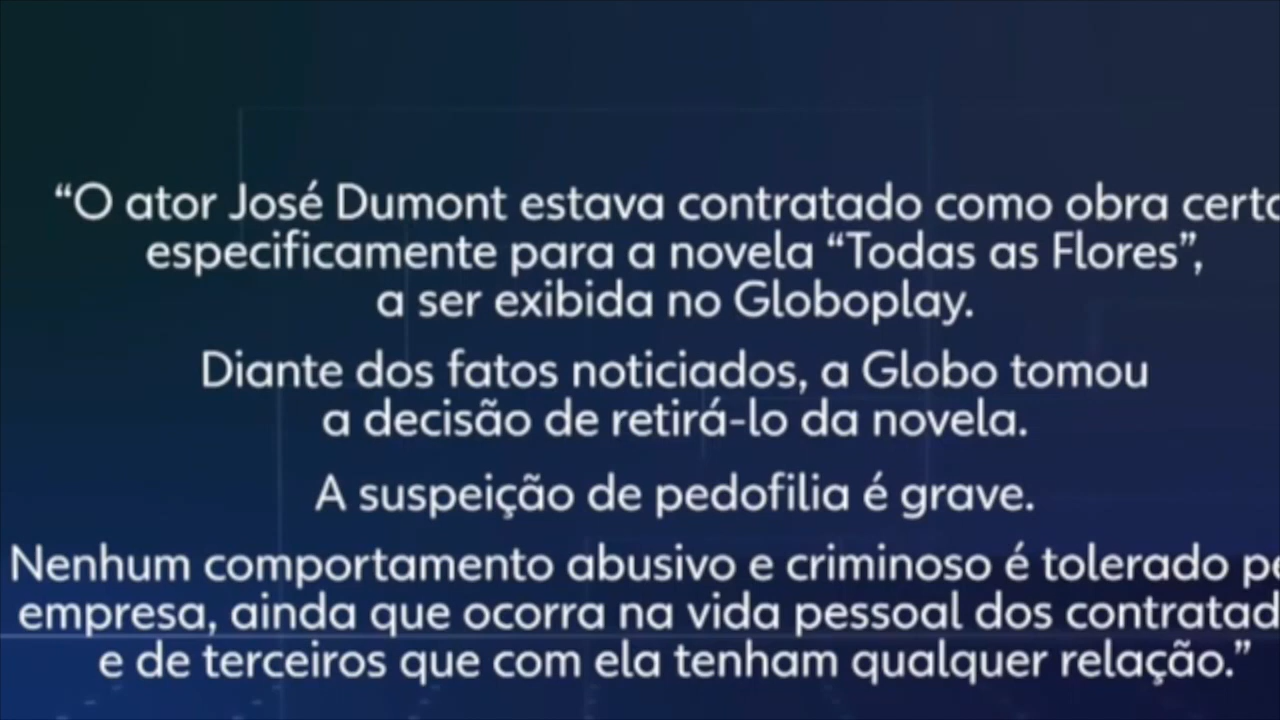 “O ator José Dumont estava contratado como obra
especificamente para a novela “Todas as Flores”,
a ser exibida no Globoplay.
Diante dos fatos noticiados, a Globo tomou
a decisão de retirá-lo da novela.
A suspeição de pedofilia é grave.
Nenhum comportamento abusivo e criminoso é tolerado
empresa, ainda que ocorra na vida pessoal dos
e de terceiros que com ela tenham qualquer relação.”